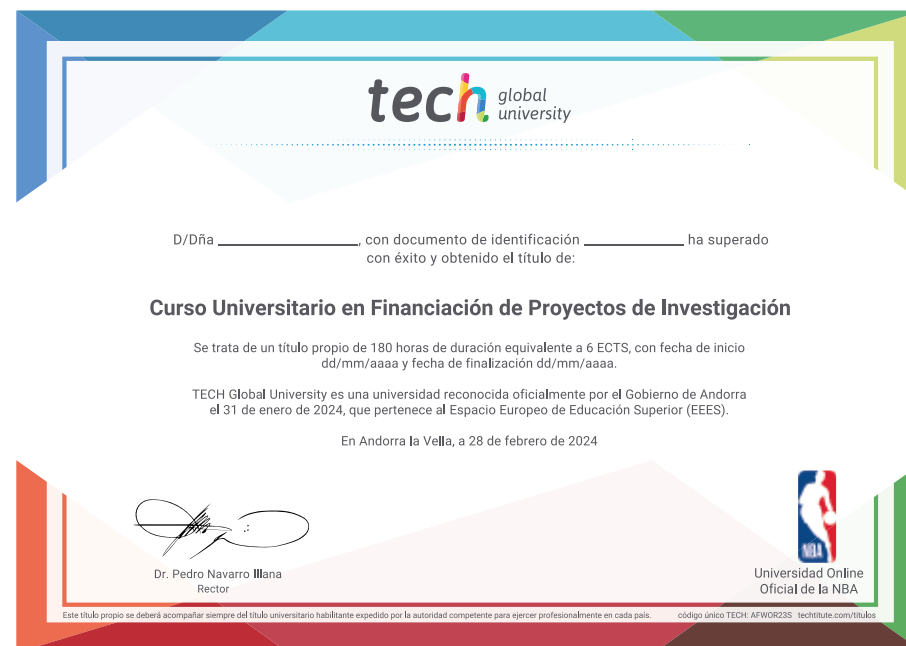 tech global university
D/Dña ____________________, con documento de identificación ______________ ha superado
con éxito y obtenido el título de:
Curso Universitario en Financiación de Proyectos de Investigación
Se trata de un título propio de 180 horas de duración equivalente a 6 ECTS, con fecha de inicio
dd/mm/aaaa y fecha de finalización dd/mm/aaaa.
TECH Global University es una universidad reconocida oficialmente por el Gobierno de Andorra
el 31 de enero de 2024, que pertenece al Espacio Europeo de Educación Superior (EEES).
En Andorra la Vella, a 28 de febrero de 2024
Dr. Pedro Navarro Illana
Rector
NBA
Universidad Online
Oficial de la NBA
Este título propio se deberá acompañar siempre del título universitario habilitante expedido por la autoridad competente para ejercer profesionalmente en cada país.
código único TECH: AFWOR23S techtitute.com/titulos